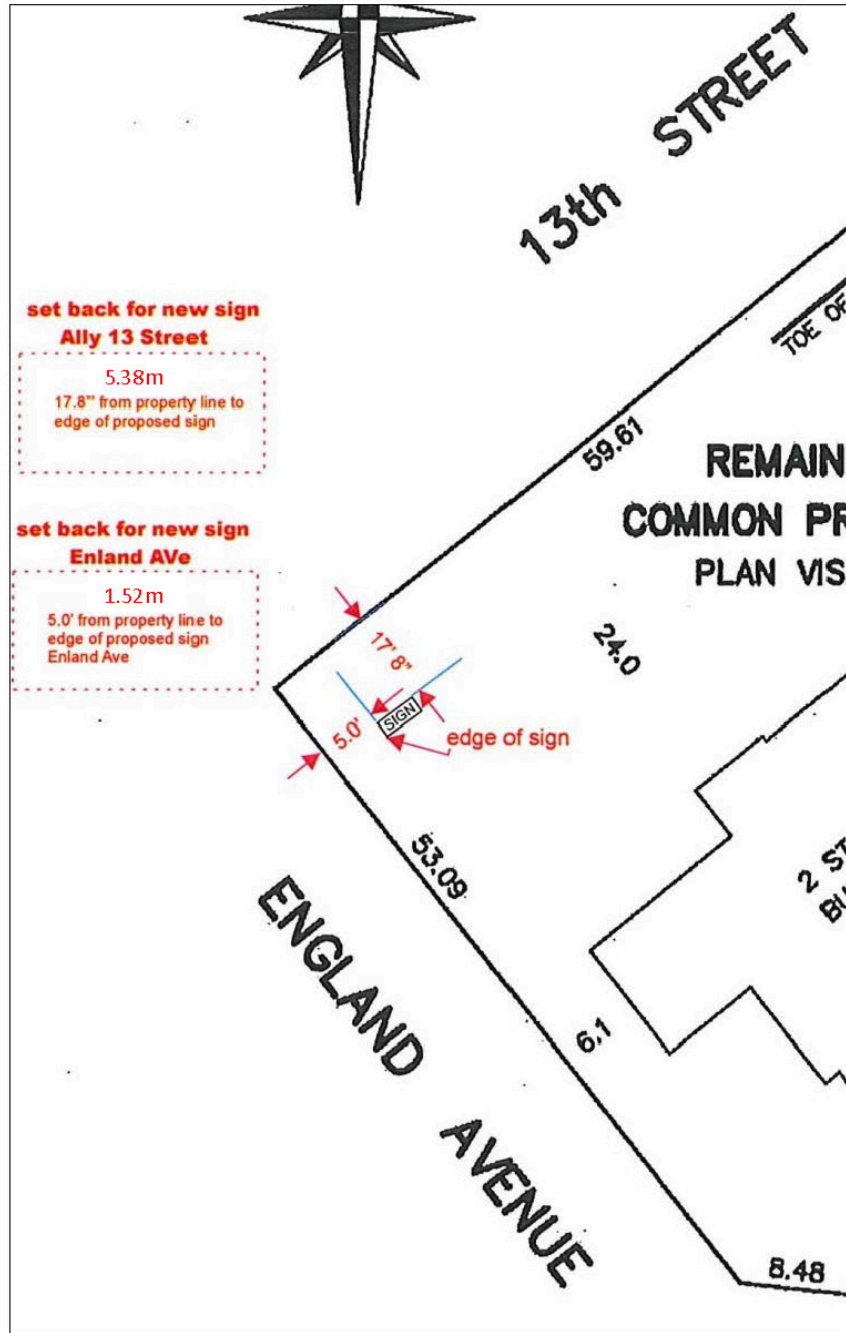 13th STREET
set back for new sign
Ally 13 Street
5.38m
17.8'" from property line to
edge of proposed sign
TOE OF
59.61
REMAIN
COMMON PR
PLAN VIS
set back for new sign
Enland AVe
1.52m
5.0' from property line to
edge of proposed sign
Enland Ave
24.0
17' 8"
SIGN
5.0'
edge of sign
53.09
2 ST
BU
ENGLAND AVENUE
6.1
8.48